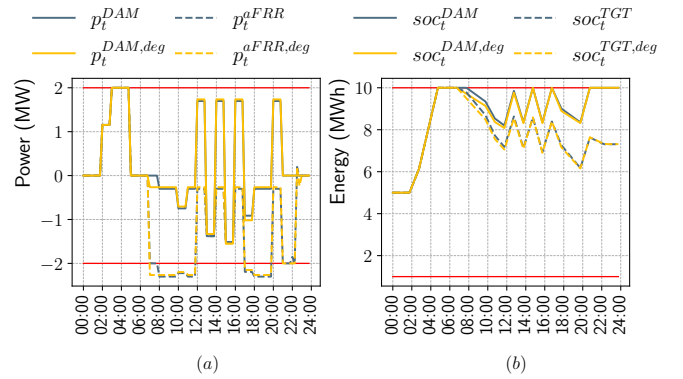 p_t^{DAM} p_t^{aFRR} soc_t^{DAM} soc_t^{TGT}
p_t^{DAM,deg} p_t^{aFRR,deg} soc_t^{DAM,deg} soc_t^{TGT,deg}
Power (MW)
2
1
0
−1
−2
00:00 02:00 04:00 06:00 08:00 10:00 12:00 14:00 16:00 18:00 20:00 22:00 24:00
(a)
Energy (MWh)
10
8
6
4
2
00:00 02:00 04:00 06:00 08:00 10:00 12:00 14:00 16:00 18:00 20:00 22:00 24:00
(b)